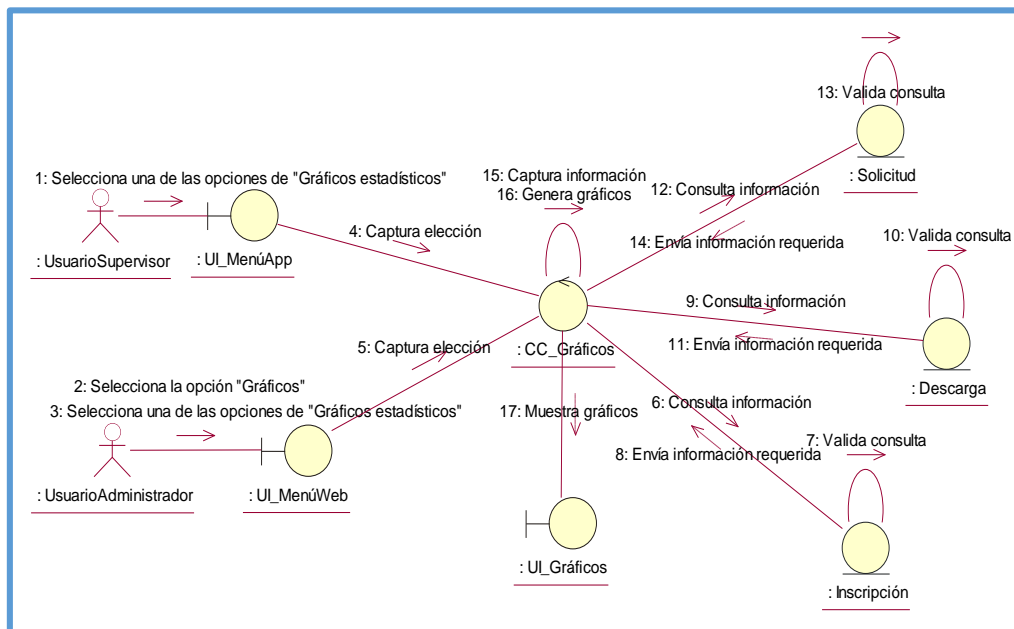 13: Valida consulta
: Solicitud
1: Selecciona una de las opciones de "Gráficos estadísticos"
: UsuarioSupervisor
: UI_MenúApp
15: Captura información
16: Genera gráficos
12: Consulta información
4: Captura elección
14: Envía información requerida
10: Valida consulta
9: Consulta información
5: Captura elección
: CC_Gráficos
11: Envía información requerida
: Descarga
2: Selecciona la opción "Gráficos"
3: Selecciona una de las opciones de "Gráficos estadísticos"
17: Muestra gráficos
6: Consulta información
7: Valida consulta
8: Envía información requerida
: UsuarioAdministrador
: UI_MenúWeb
: UI_Gráficos
: Inscripción